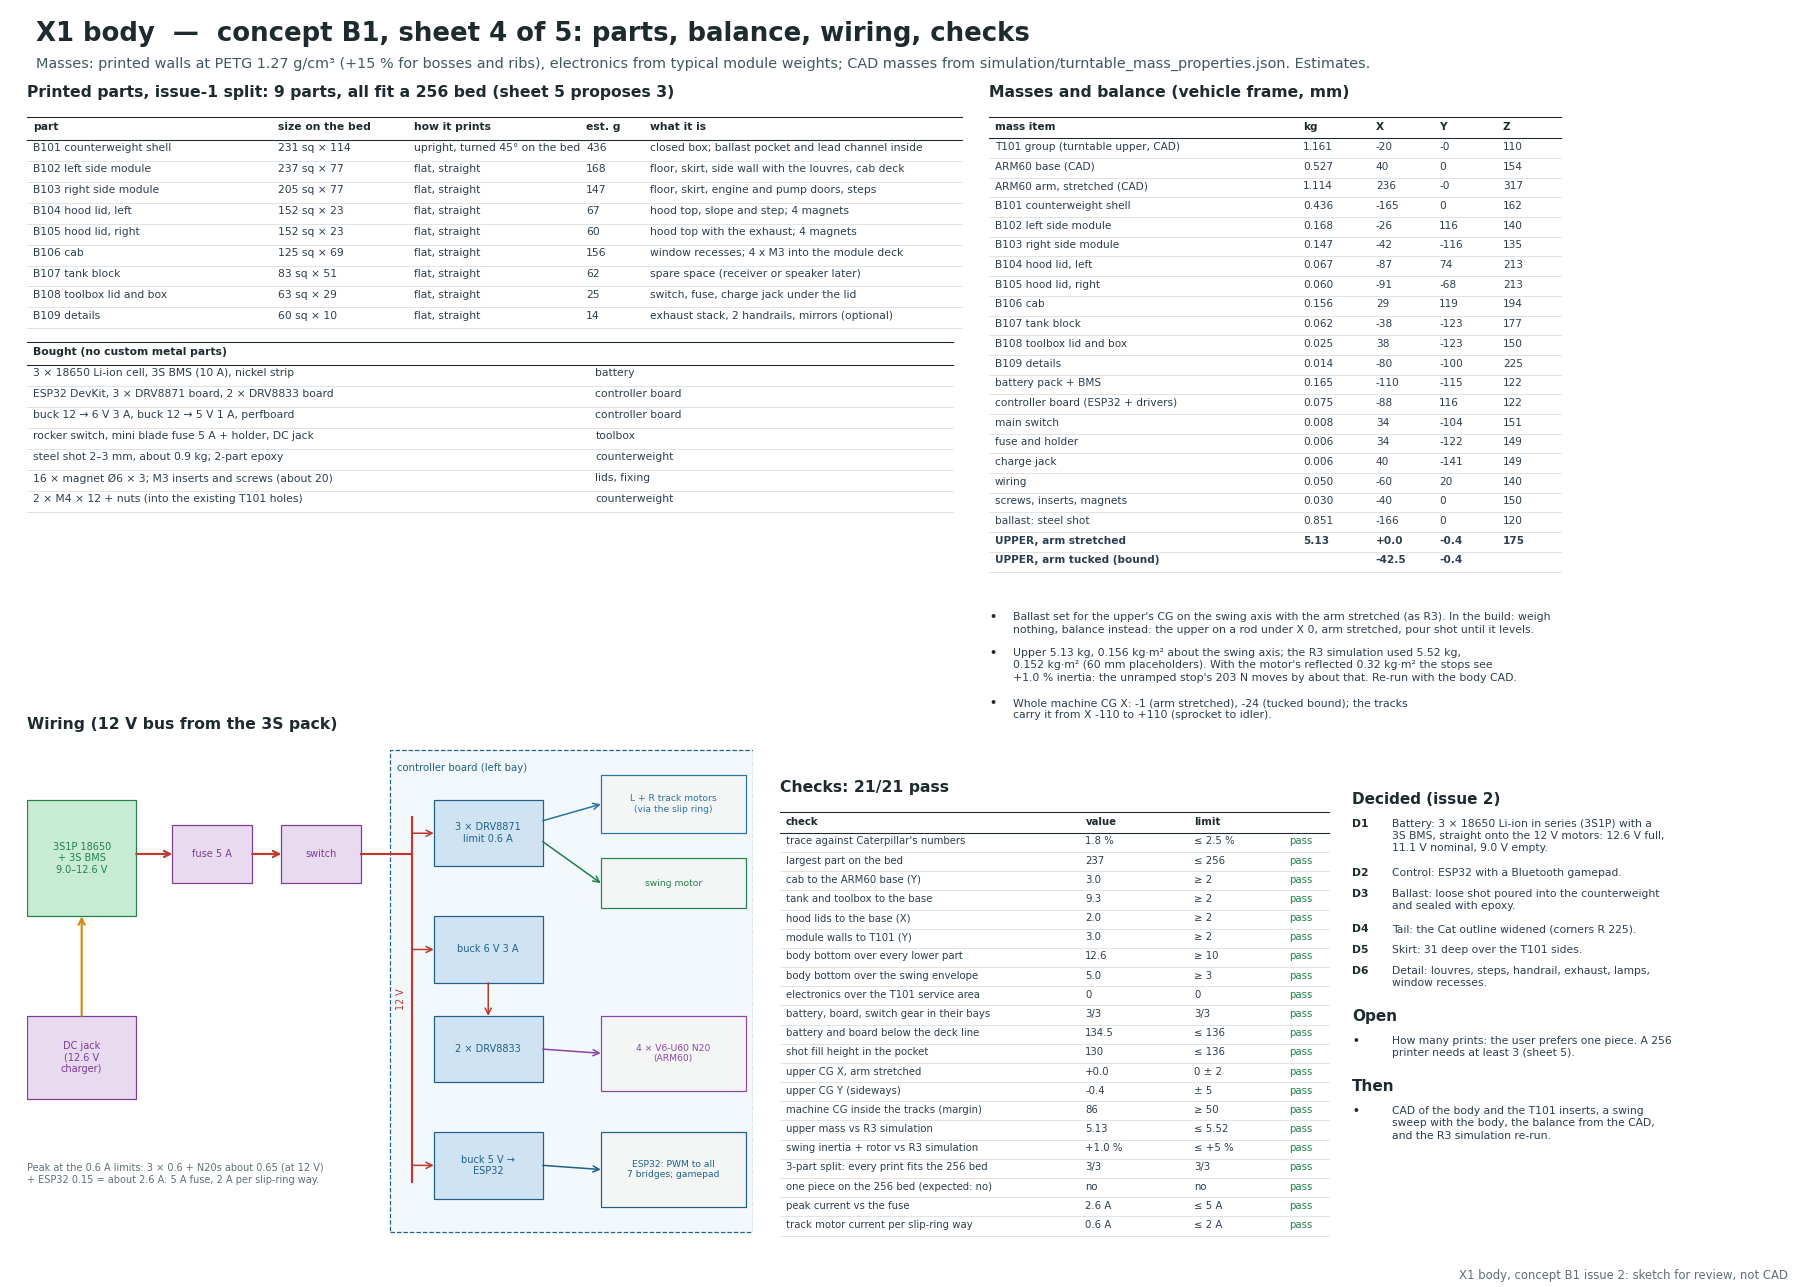 X1 body — concept B1, sheet 4 of 5: parts, balance, wiring, checks
Masses: printed walls at PETG 1.27 g/cm³ (+15 % for bosses and ribs), electronics from typical module weights; CAD masses from simulation/turntable_mass_properties.json. Estimates.
Printed parts, issue-1 split: 9 parts, all fit a 256 bed (sheet 5 proposes 3)
part size on the bed how it prints est. g what it is
B101 counterweight shell 231 sq × 114 upright, turned 45° on the bed 436 closed box; ballast pocket and lead channel inside
B102 left side module 237 sq × 77 flat, straight 168 floor, skirt, side wall with the louvres, cab deck
B103 right side module 205 sq × 77 flat, straight 147 floor, skirt, engine and pump doors, steps
B104 hood lid, left 152 sq × 23 flat, straight 67 hood top, slope and step; 4 magnets
B105 hood lid, right 152 sq × 23 flat, straight 60 hood top with the exhaust; 4 magnets
B106 cab 125 sq × 69 flat, straight 156 window recesses; 4 x M3 into the module deck
B107 tank block 83 sq × 51 flat, straight 62 spare space (receiver or speaker later)
B108 toolbox lid and box 63 sq × 29 flat, straight 25 switch, fuse, charge jack under the lid
B109 details 60 sq × 10 flat, straight 14 exhaust stack, 2 handrails, mirrors (optional)
Bought (no custom metal parts)
3 × 18650 Li-ion cell, 3S BMS (10 A), nickel strip battery
ESP32 DevKit, 3 × DRV8871 board, 2 × DRV8833 board controller board
buck 12 → 6 V 3 A, buck 12 → 5 V 1 A, perfboard controller board
rocker switch, mini blade fuse 5 A + holder, DC jack toolbox
steel shot 2–3 mm, about 0.9 kg; 2-part epoxy counterweight
16 × magnet Ø6 × 3; M3 inserts and screws (about 20) lids, fixing
2 × M4 × 12 + nuts (into the existing T101 holes) counterweight
Masses and balance (vehicle frame, mm)
mass item kg X Y Z
T101 group (turntable upper, CAD) 1.161 -20 -0 110
ARM60 base (CAD) 0.527 40 0 154
ARM60 arm, stretched (CAD) 1.114 236 -0 317
B101 counterweight shell 0.436 -165 0 162
B102 left side module 0.168 -26 116 140
B103 right side module 0.147 -42 -116 135
B104 hood lid, left 0.067 -87 74 213
B105 hood lid, right 0.060 -91 -68 213
B106 cab 0.156 29 119 194
B107 tank block 0.062 -38 -123 177
B108 toolbox lid and box 0.025 38 -123 150
B109 details 0.014 -80 -100 225
battery pack + BMS 0.165 -110 -115 122
controller board (ESP32 + drivers) 0.075 -88 116 122
main switch 0.008 34 -104 151
fuse and holder 0.006 34 -122 149
charge jack 0.006 40 -141 149
wiring 0.050 -60 20 140
screws, inserts, magnets 0.030 -40 0 150
ballast: steel shot 0.851 -166 0 120
UPPER, arm stretched 5.13 +0.0 -0.4 175
UPPER, arm tucked (bound) -42.5 -0.4
• Ballast set for the upper's CG on the swing axis with the arm stretched (as R3). In the build: weigh
nothing, balance instead: the upper on a rod under X 0, arm stretched, pour shot until it levels.
• Upper 5.13 kg, 0.156 kg·m² about the swing axis; the R3 simulation used 5.52 kg,
0.152 kg·m² (60 mm placeholders). With the motor's reflected 0.32 kg·m² the stops see
+1.0 % inertia: the unramped stop's 203 N moves by about that. Re-run with the body CAD.
• Whole machine CG X: -1 (arm stretched), -24 (tucked bound); the tracks
carry it from X -110 to +110 (sprocket to idler).
Wiring (12 V bus from the 3S pack)
controller board (left bay)
3S1P 18650
+ 3S BMS
9.0–12.6 V
fuse 5 A
switch
DC jack
(12.6 V
charger)
12 V
3 × DRV8871
limit 0.6 A
buck 6 V 3 A
2 × DRV8833
buck 5 V →
ESP32
L + R track motors
(via the slip ring)
swing motor
4 × V6-U60 N20
(ARM60)
ESP32: PWM to all
7 bridges; gamepad
Peak at the 0.6 A limits: 3 × 0.6 + N20s about 0.65 (at 12 V)
+ ESP32 0.15 = about 2.6 A: 5 A fuse, 2 A per slip-ring way.
Checks: 21/21 pass
check value limit
trace against Caterpillar's numbers 1.8 % ≤ 2.5 % pass
largest part on the bed 237 ≤ 256 pass
cab to the ARM60 base (Y) 3.0 ≥ 2 pass
tank and toolbox to the base 9.3 ≥ 2 pass
hood lids to the base (X) 2.0 ≥ 2 pass
module walls to T101 (Y) 3.0 ≥ 2 pass
body bottom over every lower part 12.6 ≥ 10 pass
body bottom over the swing envelope 5.0 ≥ 3 pass
electronics over the T101 service area 0 0 pass
battery, board, switch gear in their bays 3/3 3/3 pass
battery and board below the deck line 134.5 ≤ 136 pass
shot fill height in the pocket 130 ≤ 136 pass
upper CG X, arm stretched +0.0 0 ± 2 pass
upper CG Y (sideways) -0.4 ± 5 pass
machine CG inside the tracks (margin) 86 ≥ 50 pass
upper mass vs R3 simulation 5.13 ≤ 5.52 pass
swing inertia + rotor vs R3 simulation +1.0 % ≤ +5 % pass
3-part split: every print fits the 256 bed 3/3 3/3 pass
one piece on the 256 bed (expected: no) no no pass
peak current vs the fuse 2.6 A ≤ 5 A pass
track motor current per slip-ring way 0.6 A ≤ 2 A pass
Decided (issue 2)
D1 Battery: 3 × 18650 Li-ion in series (3S1P) with a
3S BMS, straight onto the 12 V motors: 12.6 V full,
11.1 V nominal, 9.0 V empty.
D2 Control: ESP32 with a Bluetooth gamepad.
D3 Ballast: loose shot poured into the counterweight
and sealed with epoxy.
D4 Tail: the Cat outline widened (corners R 225).
D5 Skirt: 31 deep over the T101 sides.
D6 Detail: louvres, steps, handrail, exhaust, lamps,
window recesses.
Open
• How many prints: the user prefers one piece. A 256
printer needs at least 3 (sheet 5).
Then
• CAD of the body and the T101 inserts, a swing
sweep with the body, the balance from the CAD,
and the R3 simulation re-run.
X1 body, concept B1 issue 2: sketch for review, not CAD